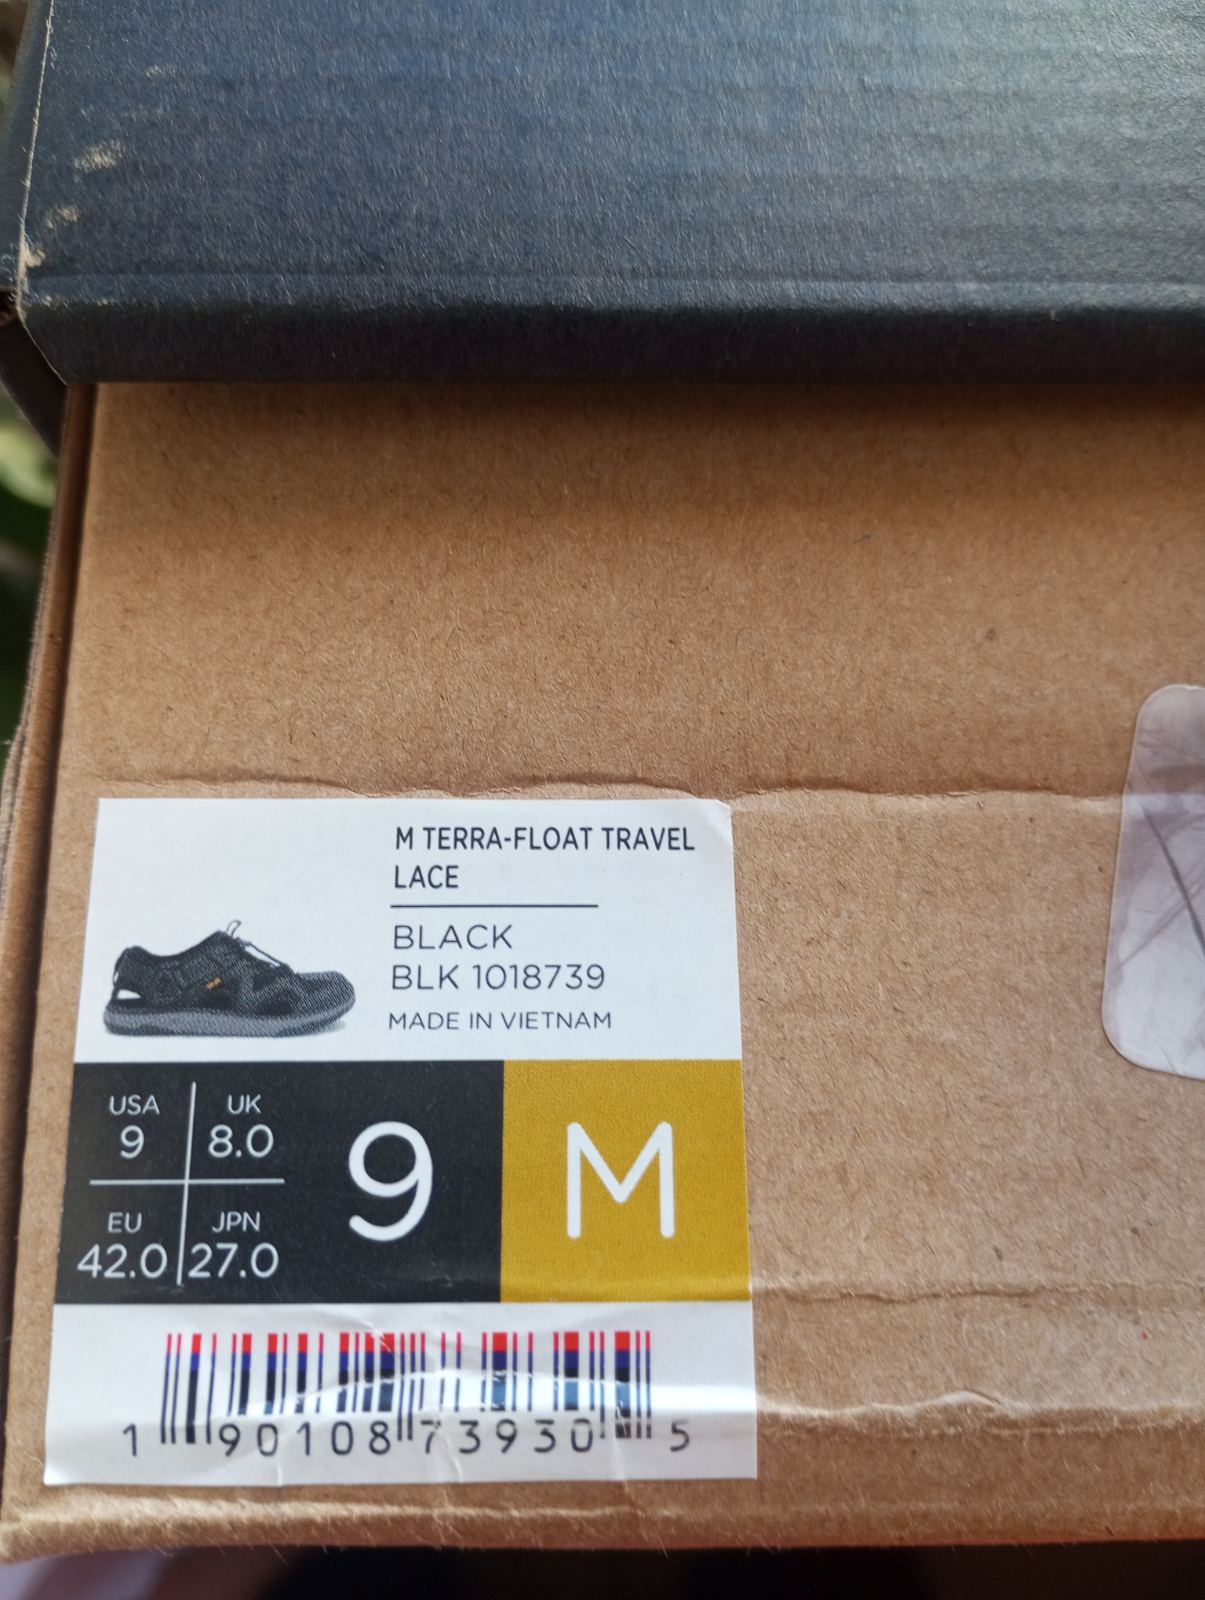 M TERRA-FLOAT TRAVEL
LACE
BLACK
BLK 1018739
MADE IN VIETNAM
USA UK
9 8.0
EU JPN
42.0 27.0
9 M
1 90108 73930 5